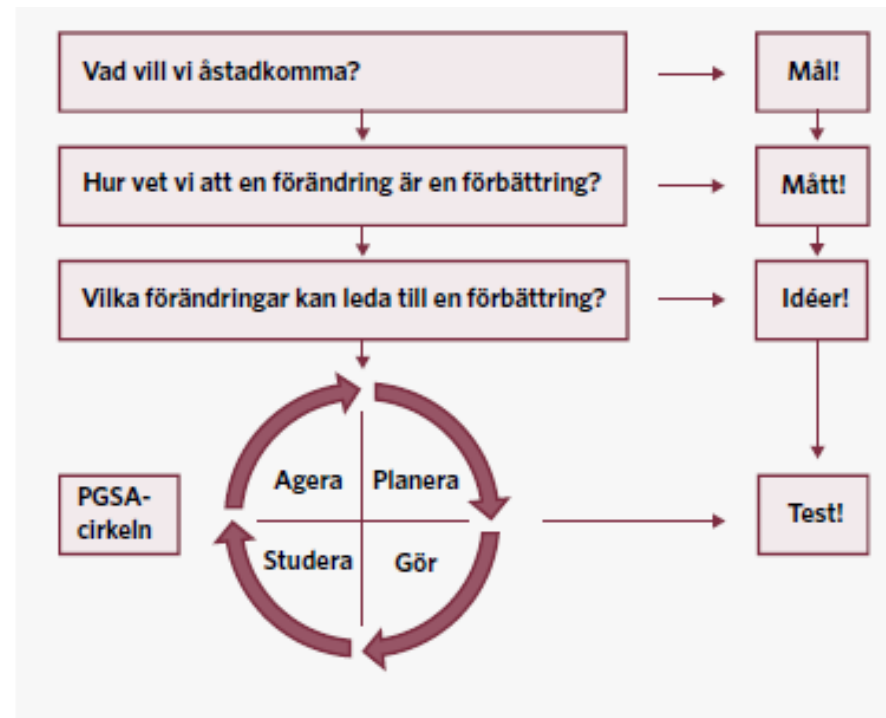 Vad vill vi åstadkomma?
Mål!
Hur vet vi att en förändring är en förbättring?
Mått!
Vilka förändringar kan leda till en förbättring?
Idéer!
Agera
Planera
PGSA-
cirkeln
Test!
Studera
Gör